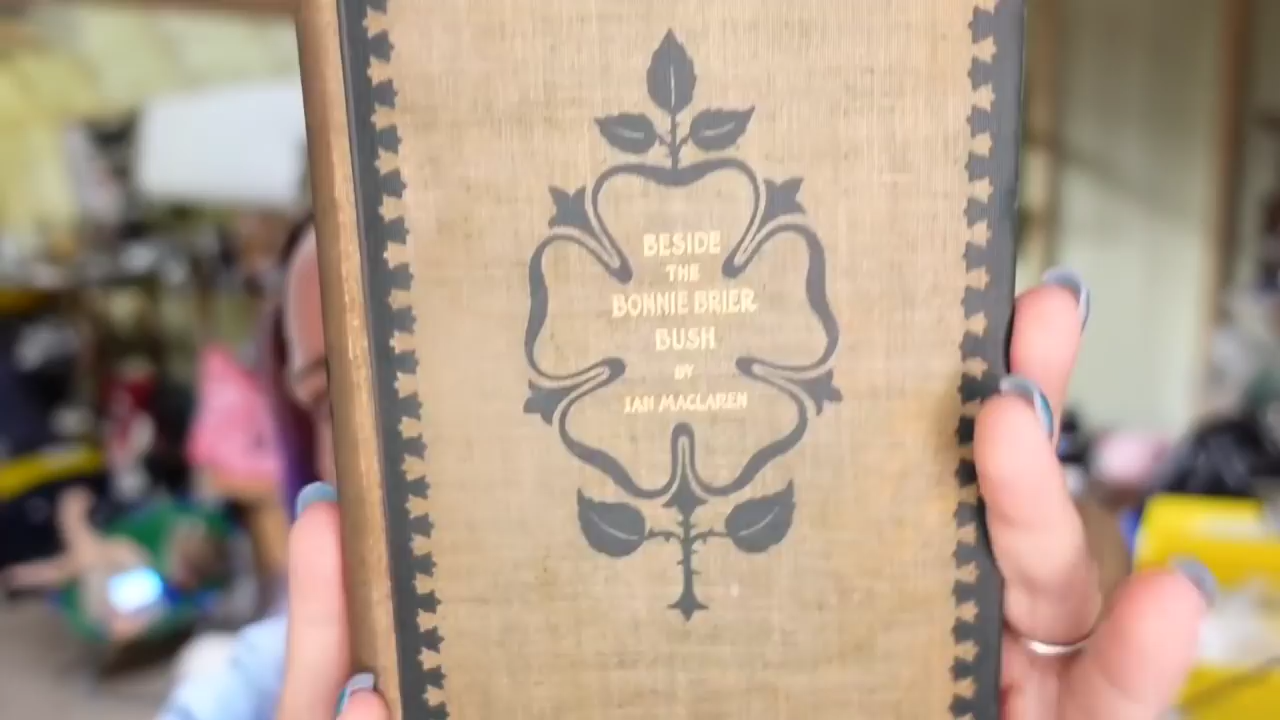 BESIDE
THE
BONNIE BRIER
BUSH
BY
IAN MACLAREN